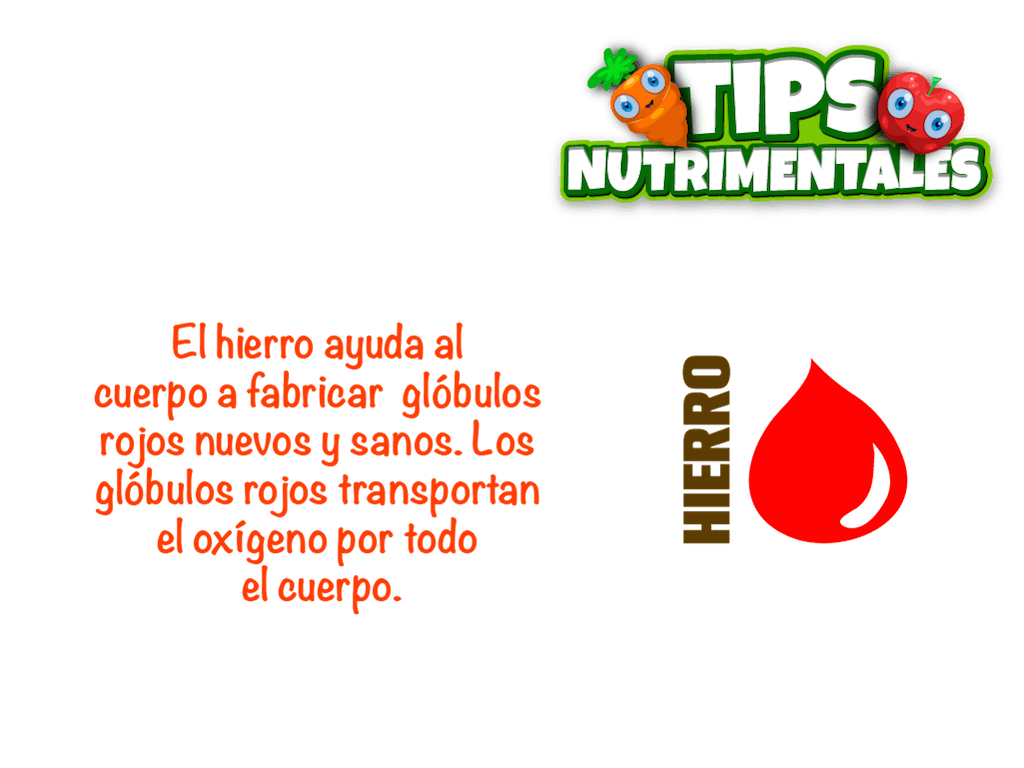 TIPS
NUTRIMENTALES
El hierro ayuda al
cuerpo a fabricar glóbulos
rojos nuevos y sanos. Los
glóbulos rojos transportan
el oxígeno por todo
el cuerpo.
HIERRO